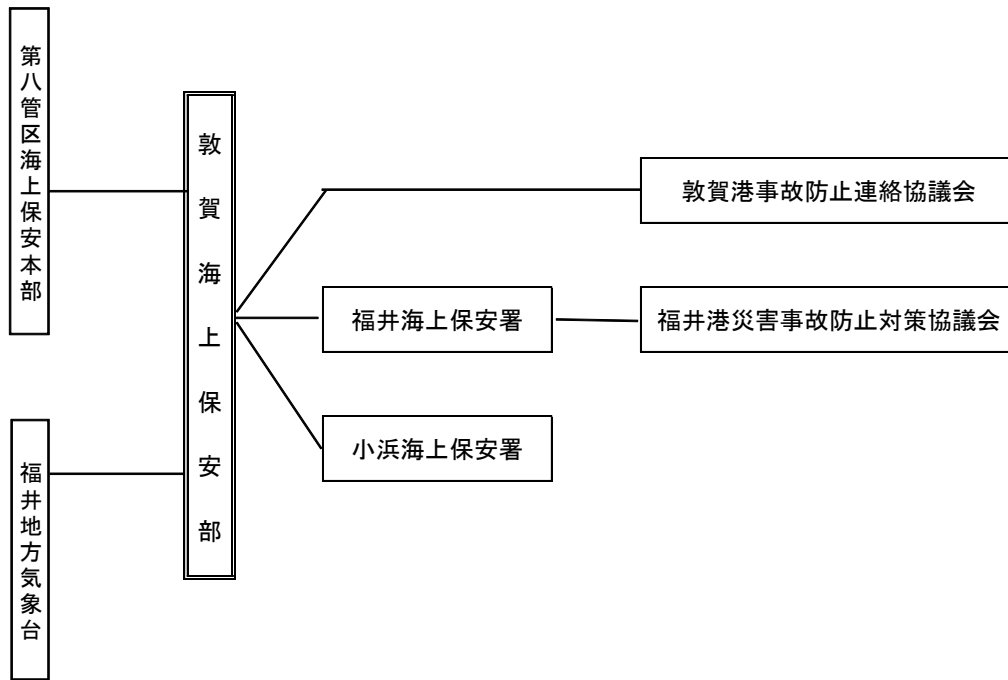 第八管区海上保安本部
敦賀海上保安部
敦賀港事故防止連絡協議会
福井海上保安署
福井港災害事故防止対策協議会
小浜海上保安署
福井地方気象台